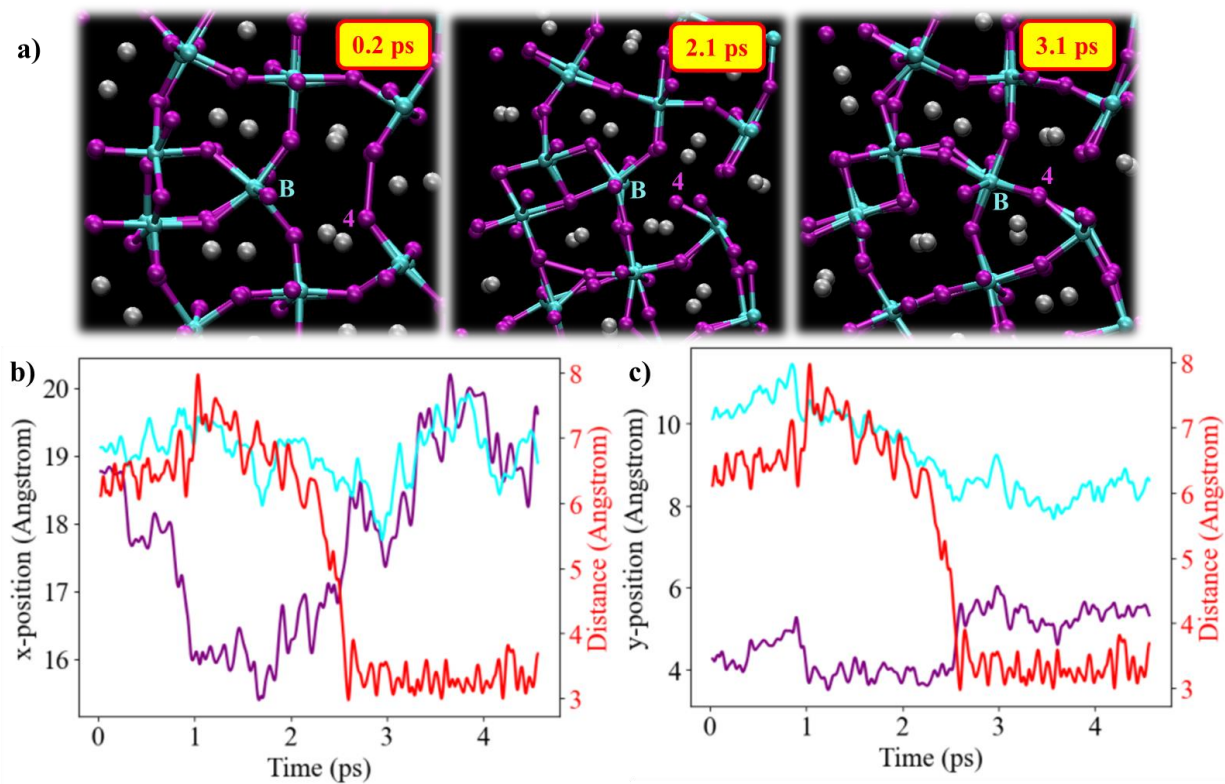 a)
0.2 ps
2.1 ps
3.1 ps
B
4
B
4
B
4
b)
x-position (Angstrom)
20
19
18
17
16
8
7
6
5
4
3
Distance (Angstrom)
0
1
2
3
4
Time (ps)
c)
y-position (Angstrom)
10
8
6
4
8
7
6
5
4
3
Distance (Angstrom)
0
1
2
3
4
Time (ps)